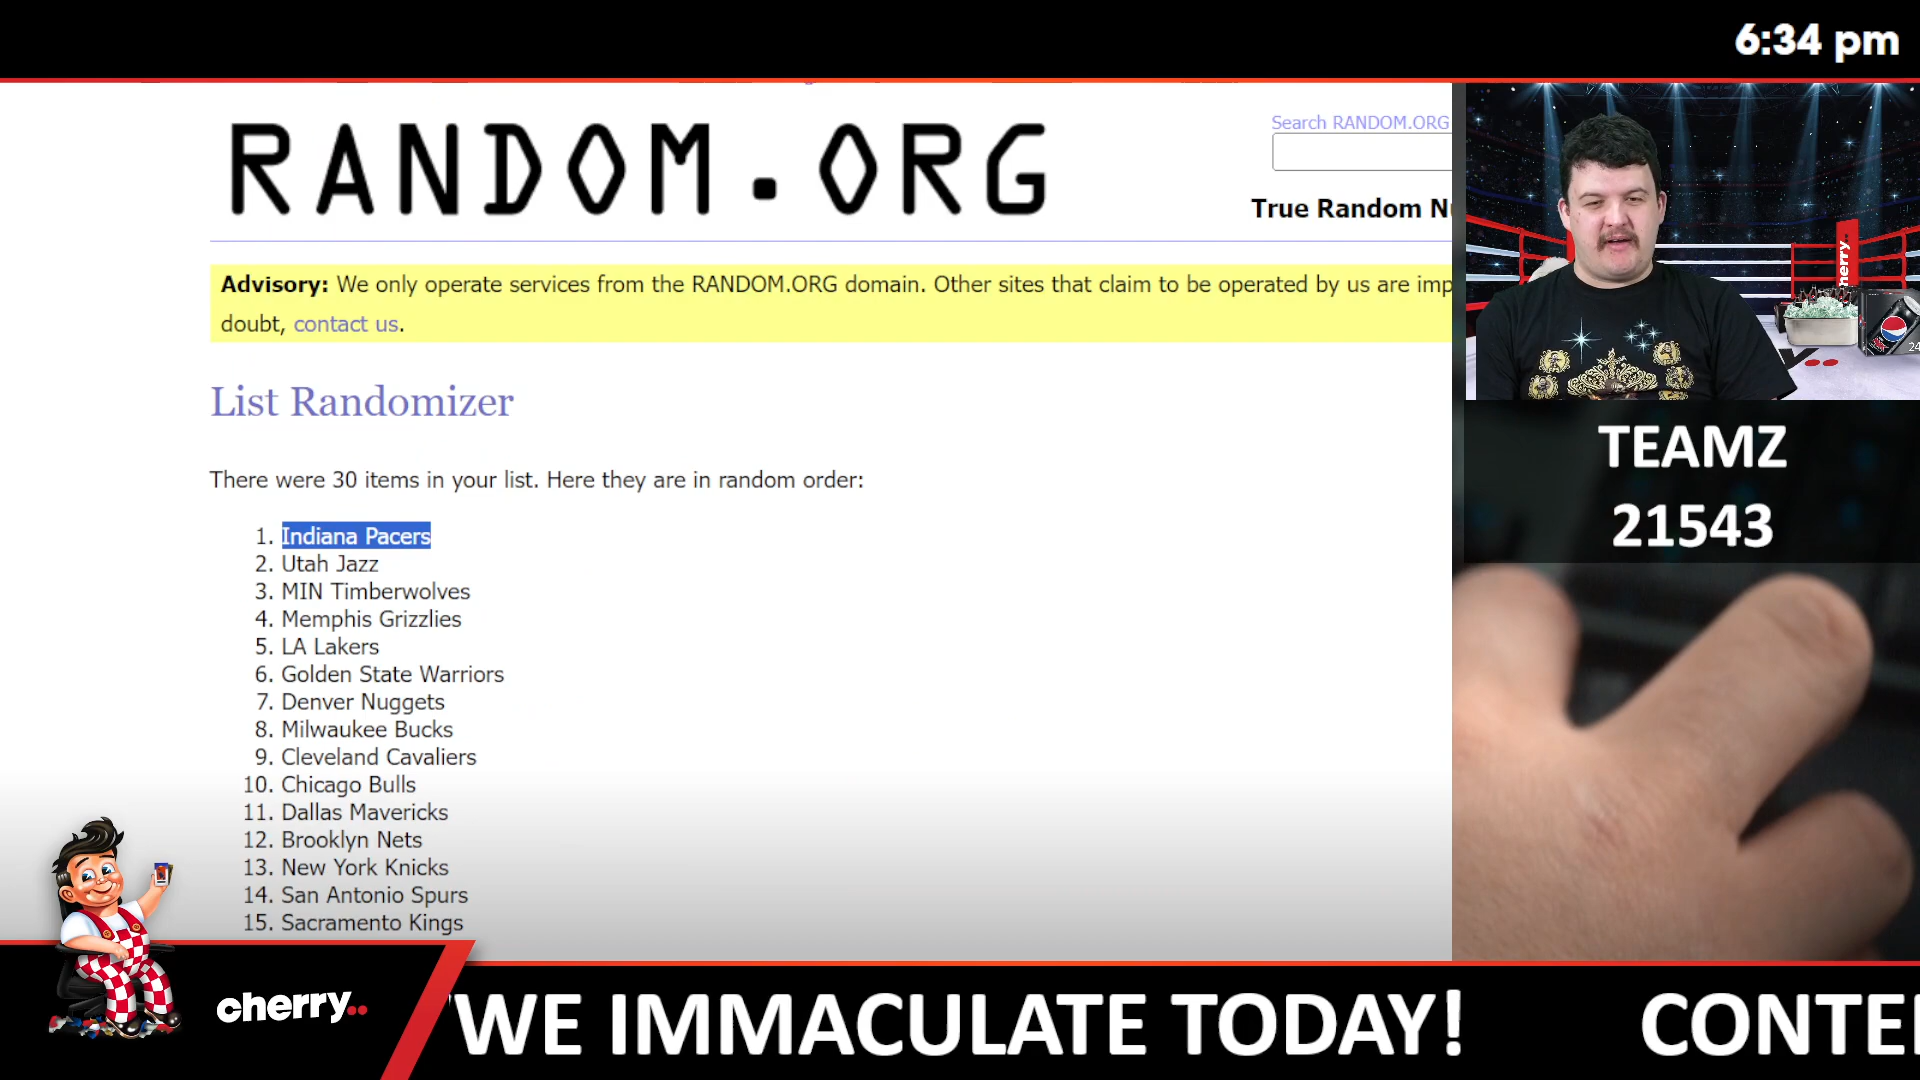 6:34 pm
RANDOM.ORG
Search RANDOM.ORG
True Random N
Advisory: We only operate services from the RANDOM.ORG domain. Other sites that claim to be operated by us are imp
doubt, contact us.
List Randomizer
There were 30 items in your list. Here they are in random order:
1. Indiana Pacers
2. Utah Jazz
3. MIN Timberwolves
4. Memphis Grizzlies
5. LA Lakers
6. Golden State Warriors
7. Denver Nuggets
8. Milwaukee Bucks
9. Cleveland Cavaliers
10. Chicago Bulls
11. Dallas Mavericks
12. Brooklyn Nets
13. New York Knicks
14. San Antonio Spurs
15. Sacramento Kings
cherry
24
TEAMZ
21543
cherry..
WE IMMACULATE TODAY!
CONTE